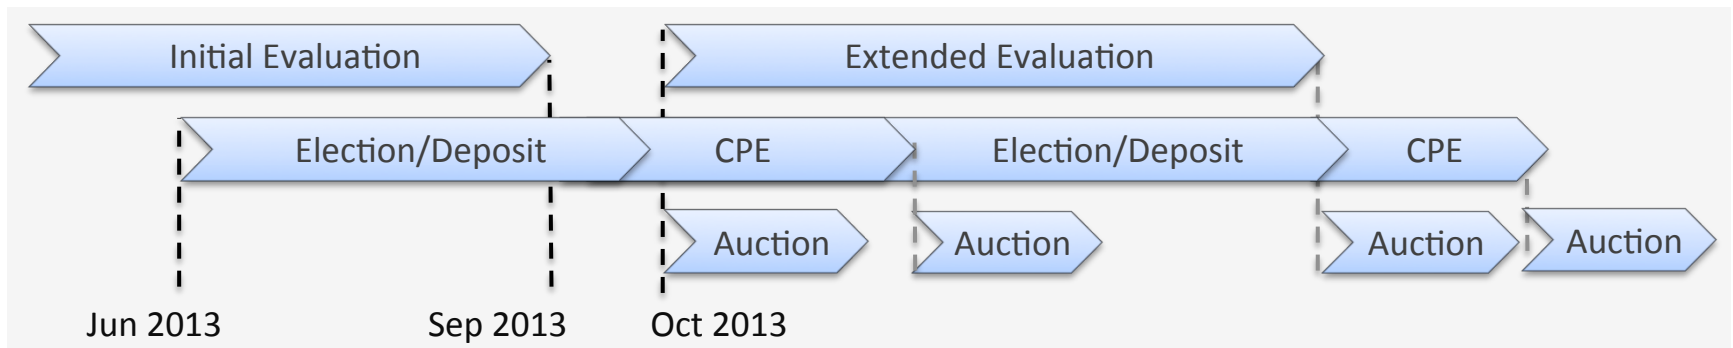 Initial Evaluation Extended Evaluation
Election/Deposit CPE Election/Deposit CPE
Auction Auction Auction Auction
Jun 2013 Sep 2013 Oct 2013